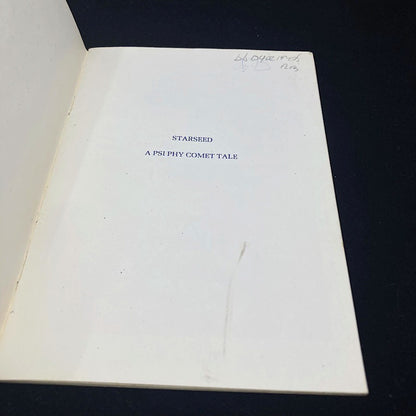 STARSEED
A PSI PHY COMET TALE